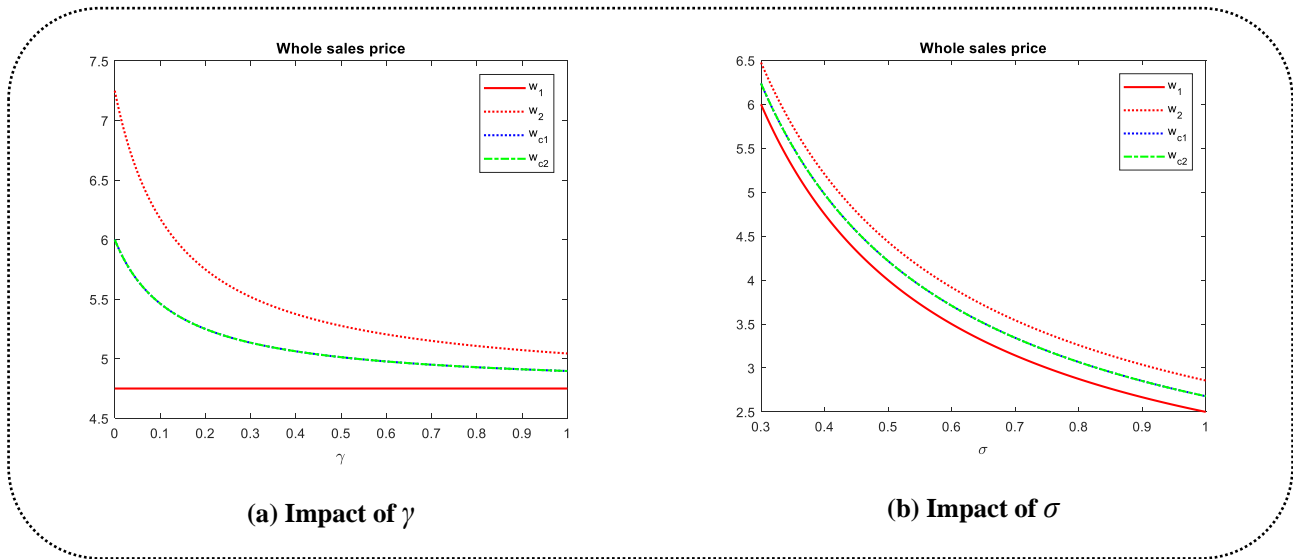 Whole sales price
7.5
7
6.5
6
5.5
5
4.5
0 0.1 0.2 0.3 0.4 0.5 0.6 0.7 0.8 0.9 1
γ
w1
w2
wc1
wc2
(a) Impact of γ
Whole sales price
6.5
6
5.5
5
4.5
4
3.5
3
2.5
0.3 0.4 0.5 0.6 0.7 0.8 0.9 1
σ
w1
w2
wc1
wc2
(b) Impact of σ